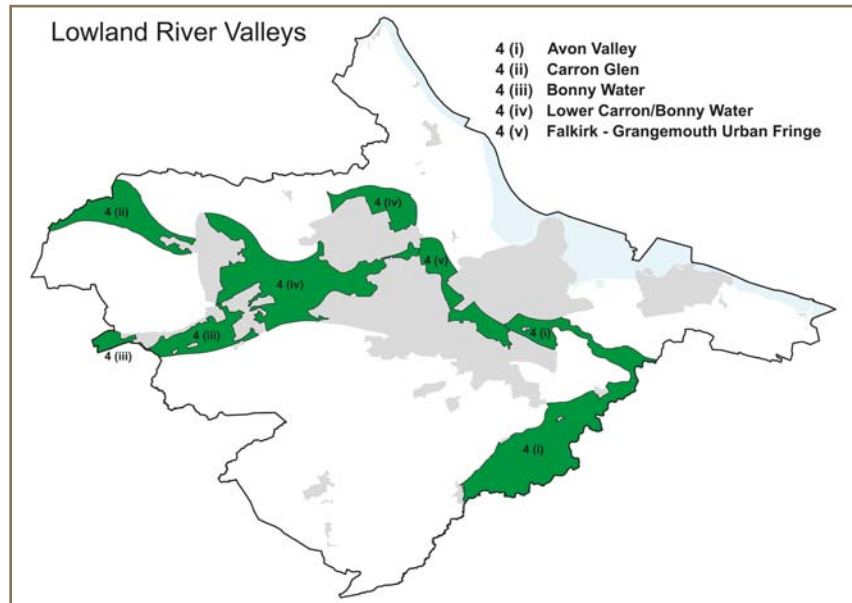 Lowland River Valleys
4 (i) Avon Valley
4 (ii) Carron Glen
4 (iii) Bonny Water
4 (iv) Lower Carron/Bonny Water
4 (v) Falkirk - Grangemouth Urban Fringe
4 (iv)
4 (ii)
4 (v)
4 (iv)
4 (iii)
4 (i)
4 (iii)
4 (i)